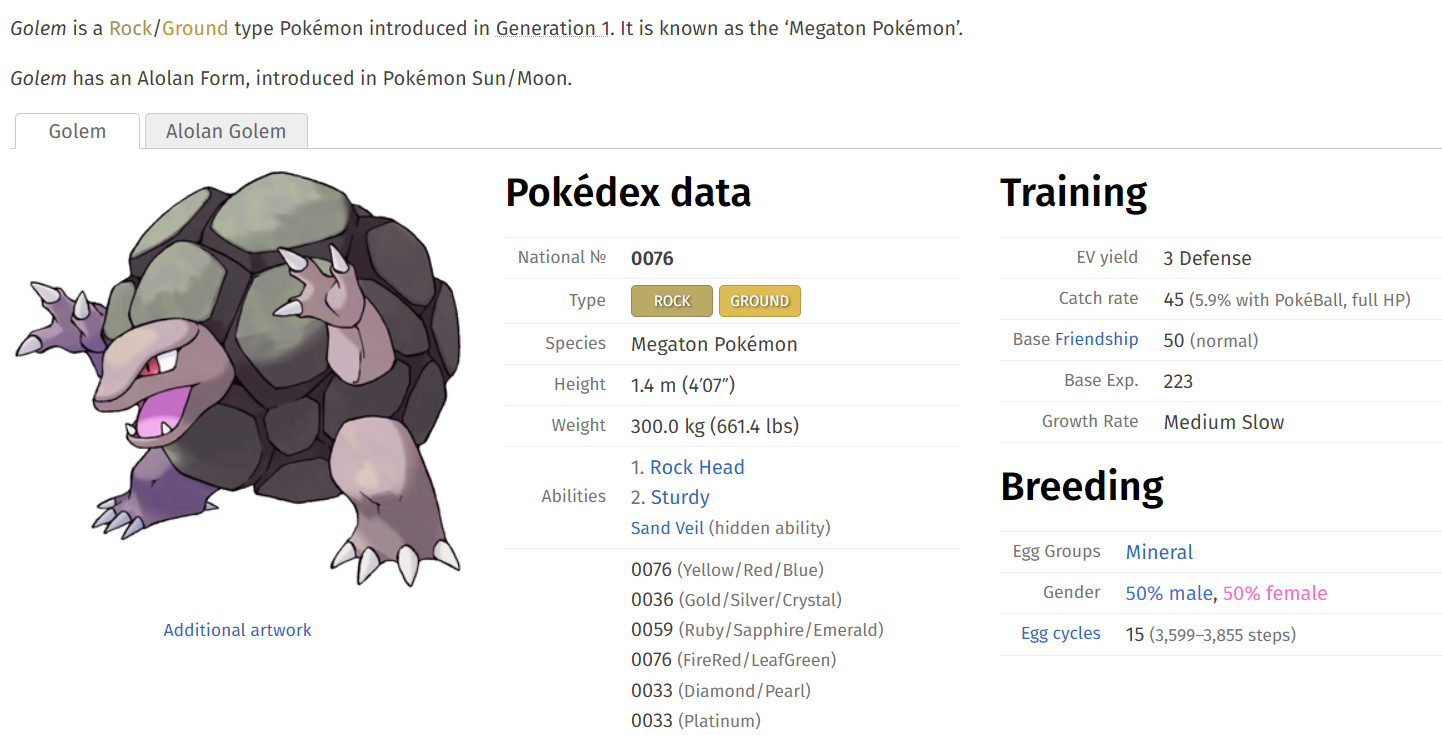 Golem is a Rock/Ground type Pokémon introduced in Generation 1. It is known as the ‘Megaton Pokémon’.
Golem has an Alolan Form, introduced in Pokémon Sun/Moon.
Golem
Alolan Golem
Additional artwork
Pokédex data
National № 0076
Type ROCK GROUND
Species Megaton Pokémon
Height 1.4 m (4′07″)
Weight 300.0 kg (661.4 lbs)
Abilities
1. Rock Head
2. Sturdy
Sand Veil (hidden ability)
0076 (Yellow/Red/Blue)
0036 (Gold/Silver/Crystal)
0059 (Ruby/Sapphire/Emerald)
0076 (FireRed/LeafGreen)
0033 (Diamond/Pearl)
0033 (Platinum)
Training
EV yield 3 Defense
Catch rate 45 (5.9% with PokéBall, full HP)
Base Friendship 50 (normal)
Base Exp. 223
Growth Rate Medium Slow
Breeding
Egg Groups Mineral
Gender 50% male, 50% female
Egg cycles 15 (3,599–3,855 steps)